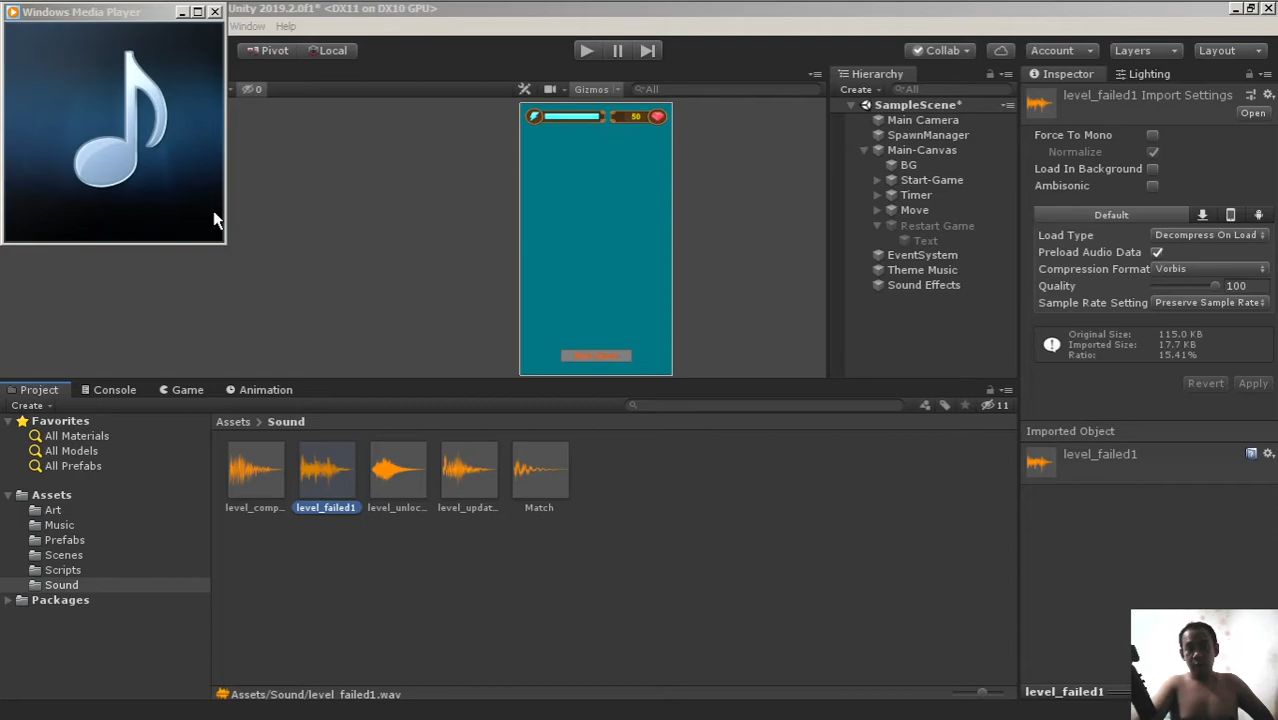 Windows Media Player
Unity 2019.2.0f1* <DX11 on DX10 GPU>
Window Help
Pivot Local
Collab Account Layers Layout
0 Gizmos All
50
Hierarchy
Create All
SampleScene*
Main Camera
SpawnManager
Main-Canvas
BG
Start-Game
Timer
Move
Restart Game
Text
EventSystem
Theme Music
Sound Effects
Inspector Lighting
level_failed1 Import Settings
Open
Force To Mono
Normalize
Load In Background
Ambisonic
Default
Load Type Decompress On Load
Preload Audio Data
Compression Format Vorbis
Quality 100
Sample Rate Setting Preserve Sample Rate
Original Size: 115.0 KB
Imported Size: 17.7 KB
Ratio: 15.41%
Revert Apply
Imported Object
level_failed1
level_failed1
Project Console Game Animation
Create 11
Favorites
All Materials
All Models
All Prefabs
Assets
Art
Music
Prefabs
Scenes
Scripts
Sound
Packages
Assets Sound
level_comp... level_failed1 level_unloc... level_updat... Match
Assets/Sound/level_failed1.wav